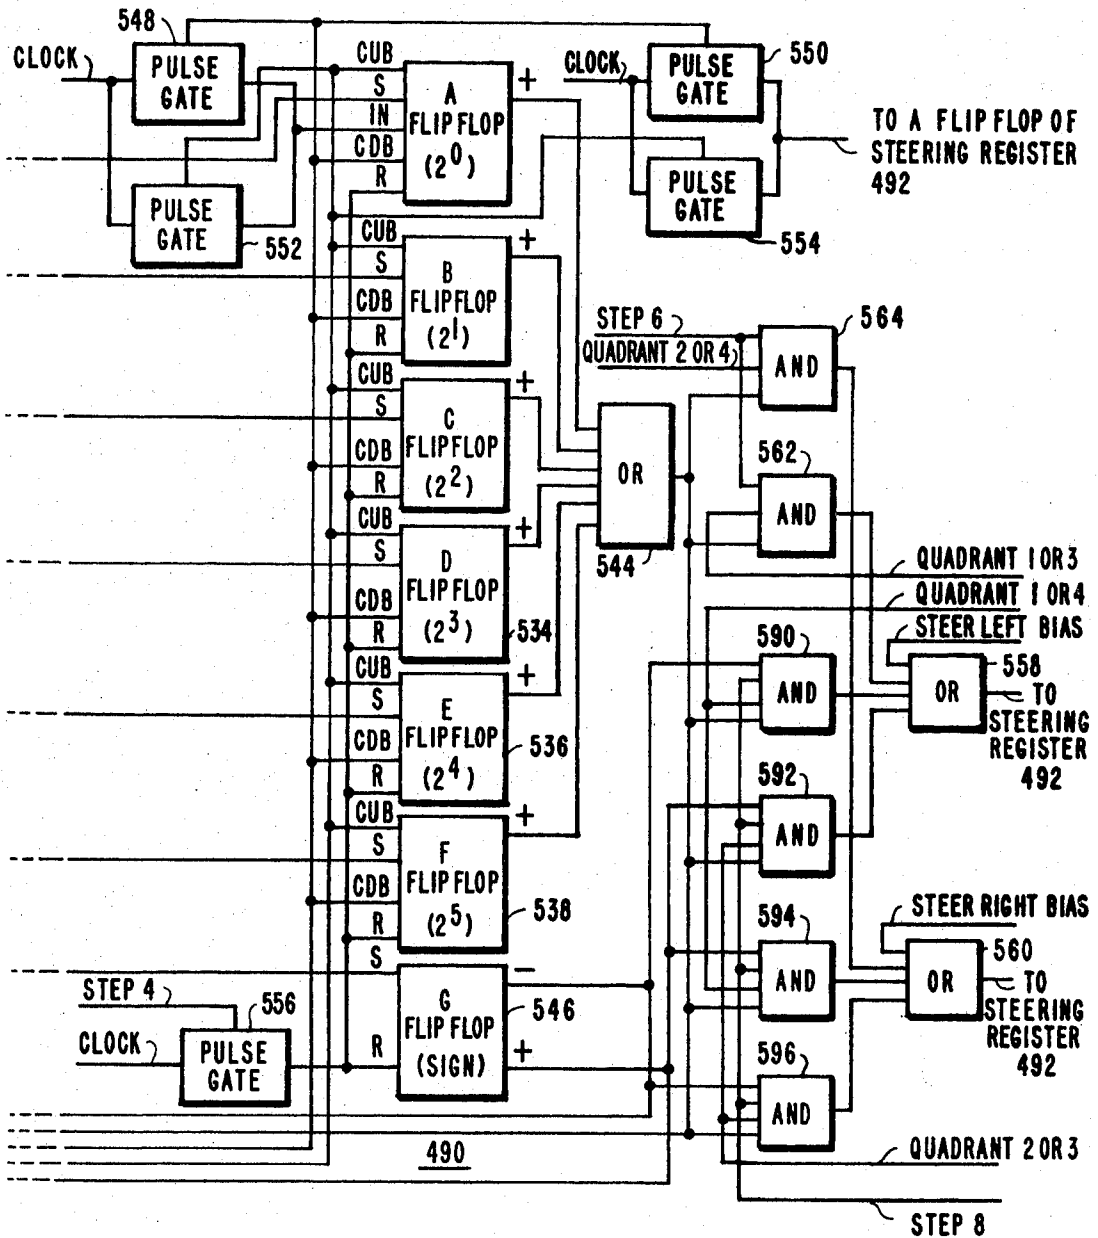 548
CLOCK
PULSE
GATE
PULSE
GATE
552
CUB
S
IN
CDB
R
A
FLIP FLOP
(2⁰)
+
CLOCK
PULSE
GATE
550
PULSE
GATE
554
TO A FLIP FLOP OF
STEERING REGISTER
492
CUB
S
CDB
R
B
FLIP FLOP
(2¹)
+
CUB
S
CDB
R
C
FLIP FLOP
(2²)
+
CUB
S
CDB
R
D
FLIP FLOP
(2³)
+
534
CUB
S
CDB
R
E
FLIP FLOP
(2⁴)
+
536
CUB
S
CDB
R
F
FLIP FLOP
(2⁵)
+
538
S
R
G
FLIP FLOP
(SIGN)
−
546
+
STEP 4
556
CLOCK
PULSE
GATE
490
OR
544
STEP 6
QUADRANT 2 OR 4
AND
564
562
AND
QUADRANT 1 OR 3
QUADRANT 1 OR 4
STEER LEFT BIAS
590
AND
OR
558
TO
STEERING
REGISTER
492
592
AND
STEER RIGHT BIAS
594
AND
OR
560
TO
STEERING
REGISTER
492
596
AND
QUADRANT 2 OR 3
STEP 8